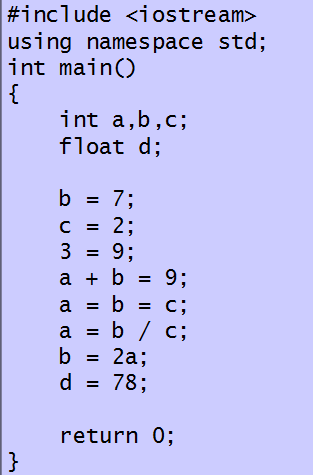 #include <iostream>
using namespace std;
int main()
{
    int a,b,c;
    float d;

    b = 7;
    c = 2;
    3 = 9;
    a + b = 9;
    a = b = c;
    a = b / c;
    b = 2a;
    d = 78;

    return 0;
}